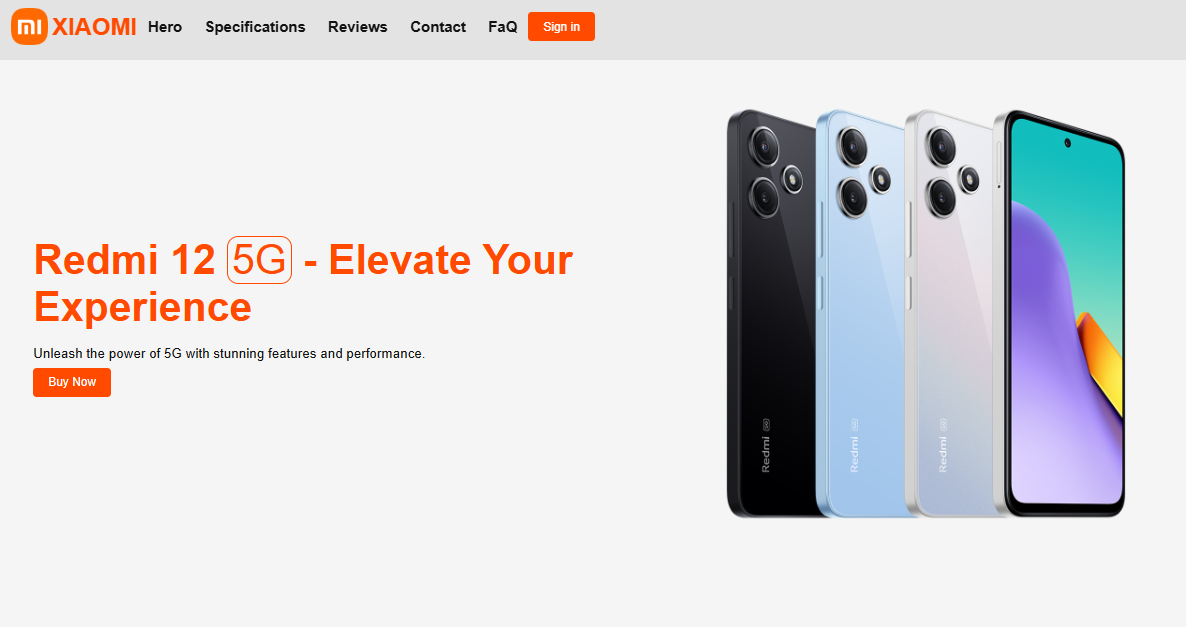 mi XIAOMI Hero Specifications Reviews Contact FaQ Sign in
Redmi 12 5G - Elevate Your
Experience
Unleash the power of 5G with stunning features and performance.
Buy Now
Redmi 5G
Redmi 5G
Redmi 5G